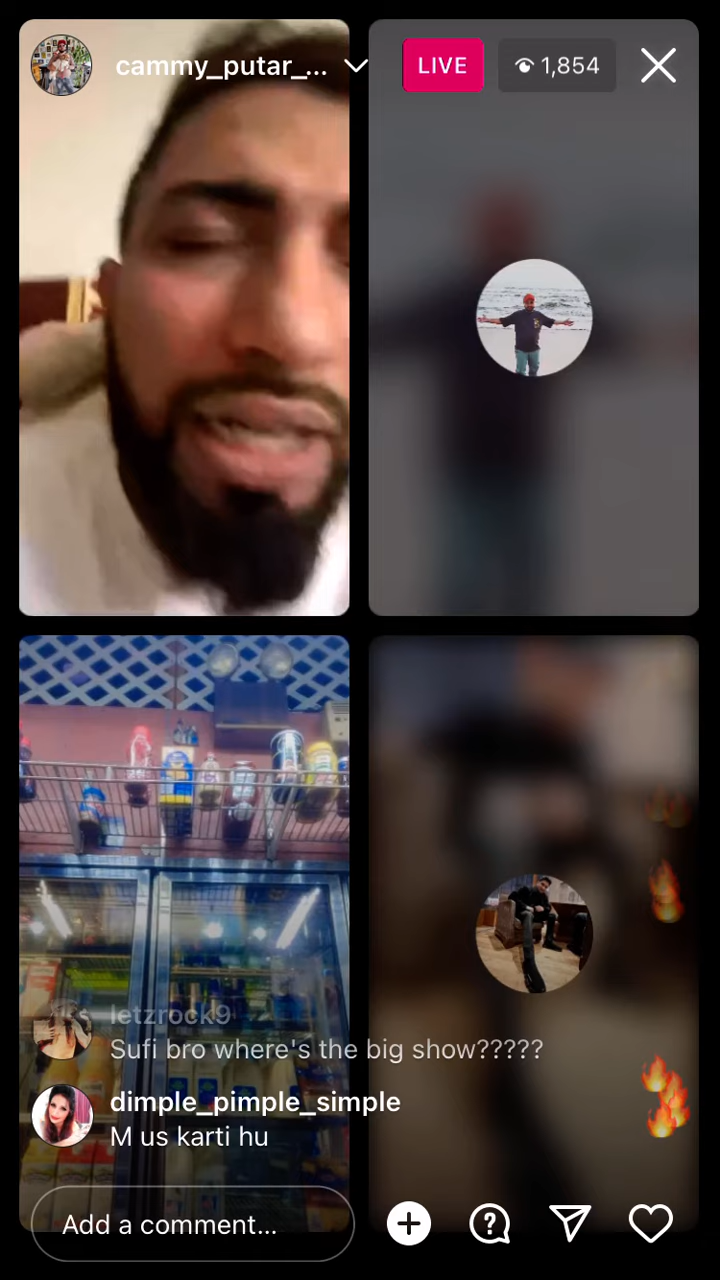 cammy_putar_...
LIVE
1,854
letzrock9
Sufi bro where's the big show?????
dimple_pimple_simple
M us karti hu
Add a comment...